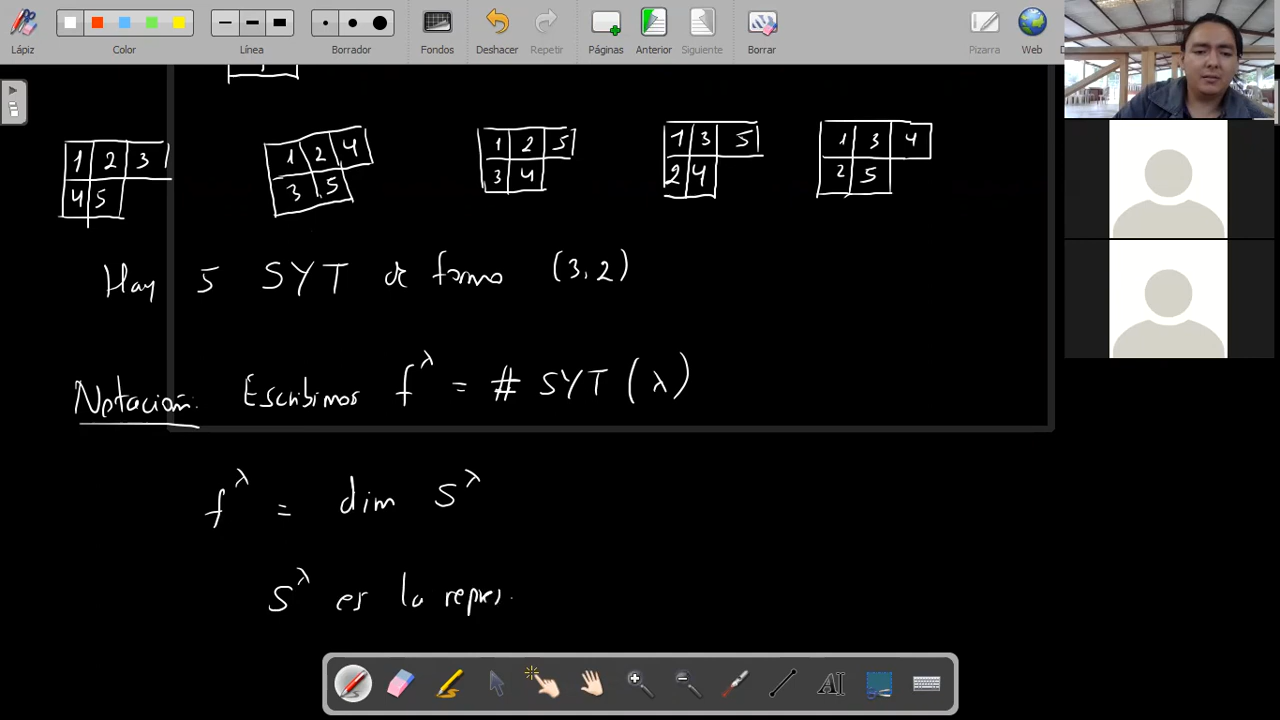 Lápiz Color Línea Borrador Fondos Deshacer Repetir Páginas Anterior Siguiente Borrar Pizarra Web
1 2 3
4 5
1 2 4
3 5
1 2 5
3 4
1 3 5
2 4
1 3 4
2 5
Hay 5 SYT de forma (3,2)
Notación: Escribimos f^λ = # SYT (λ)
f^λ = dim S^λ
S^λ es la repres.
AI